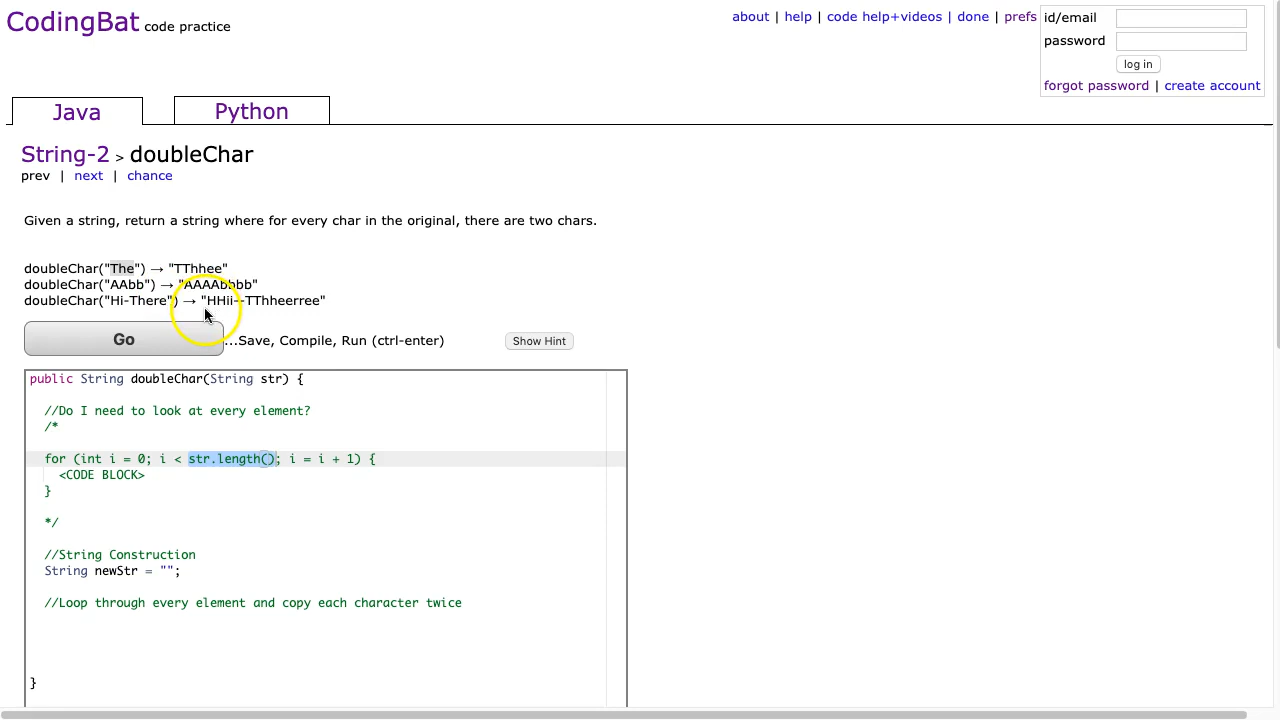 CodingBat code practice
about | help | code help+videos | done | prefs
id/email
password
log in
forgot password | create account
Java
Python
String-2 > doubleChar
prev | next | chance
Given a string, return a string where for every char in the original, there are two chars.
doubleChar("The") → "TThhee"
doubleChar("AAbb") → "AAAAbbbb"
doubleChar("Hi-There") → "HHii--TThheerree"
Go
...Save, Compile, Run (ctrl-enter)
Show Hint
public String doubleChar(String str) {
//Do I need to look at every element?
/*
for (int i = 0; i < str.length(); i = i + 1) {
<CODE BLOCK>
}
*/
//String Construction
String newStr = "";
//Loop through every element and copy each character twice
}